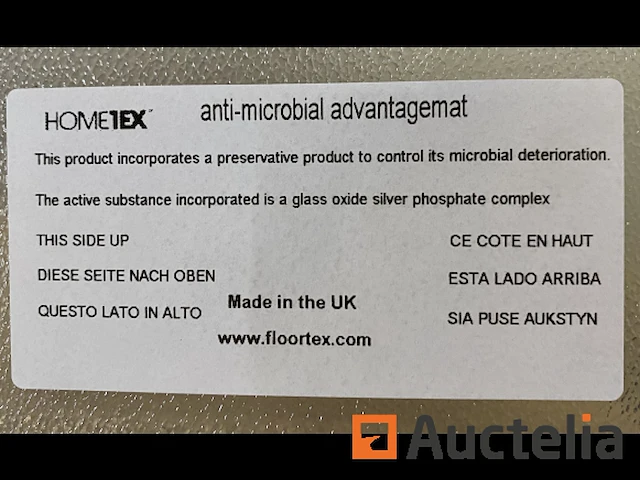 HOMETEX™ anti-microbial advantagemat
This product incorporates a preservative product to control its microbial deterioration.
The active substance incorporated is a glass oxide silver phosphate complex
THIS SIDE UP
CE COTE EN HAUT
DIESE SEITE NACH OBEN
ESTA LADO ARRIBA
QUESTO LATO IN ALTO
Made in the UK
SIA PUSE AUKSTYN
www.floortex.com
Auctelia